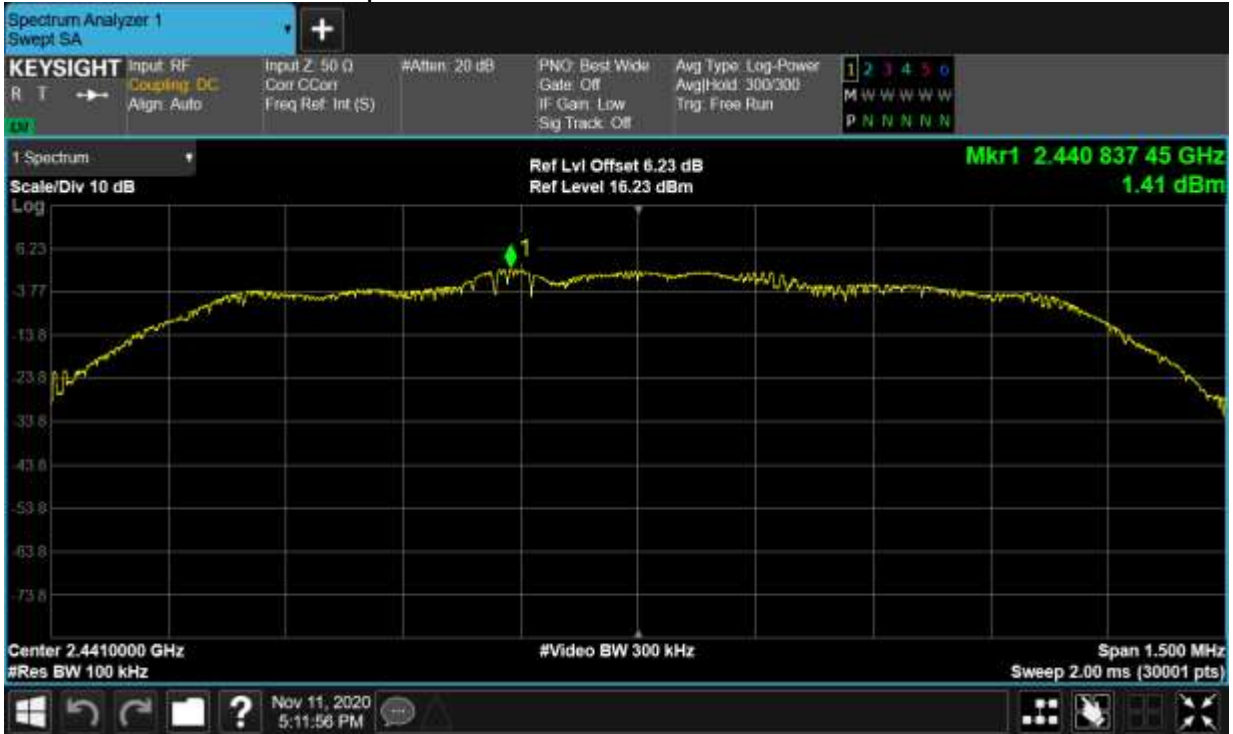 Spectrum Analyzer 1
Swept SA
+
KEYSIGHT Input: RF Input Z: 50 Ω #Atten: 20 dB PNO: Best Wide Avg Type: Log-Power 1 2 3 4 5 6
R T Coupling: DC Corr CCorr Gate: Off Avg|Hold: 300/300 M W W W W W
Align: Auto Freq Ref: Int (S) IF Gain: Low Trig: Free Run P N N N N N
Sig Track: Off
1 Spectrum
Ref Lvl Offset 6.23 dB Mkr1 2.440 837 45 GHz
Scale/Div 10 dB Ref Level 16.23 dBm 1.41 dBm
Log
1
6.23
-3.77
-13.8
-23.8
-33.8
-43.8
-53.8
-63.8
-73.8
Center 2.4410000 GHz #Video BW 300 kHz Span 1.500 MHz
#Res BW 100 kHz Sweep 2.00 ms (30001 pts)
? Nov 11, 2020
5:11:56 PM